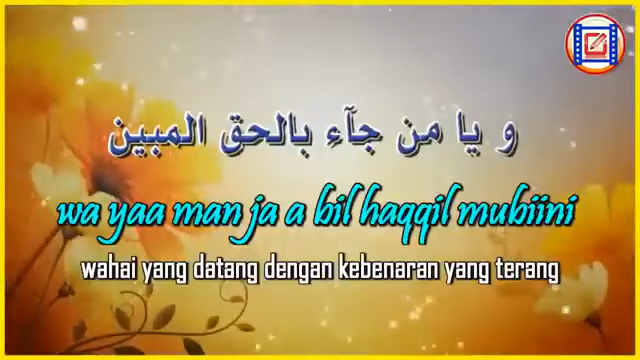 و يا من جآء بالحق المبين
wa yaa man ja a bil haqqil mubiini
wahai yang datang dengan kebenaran yang terang